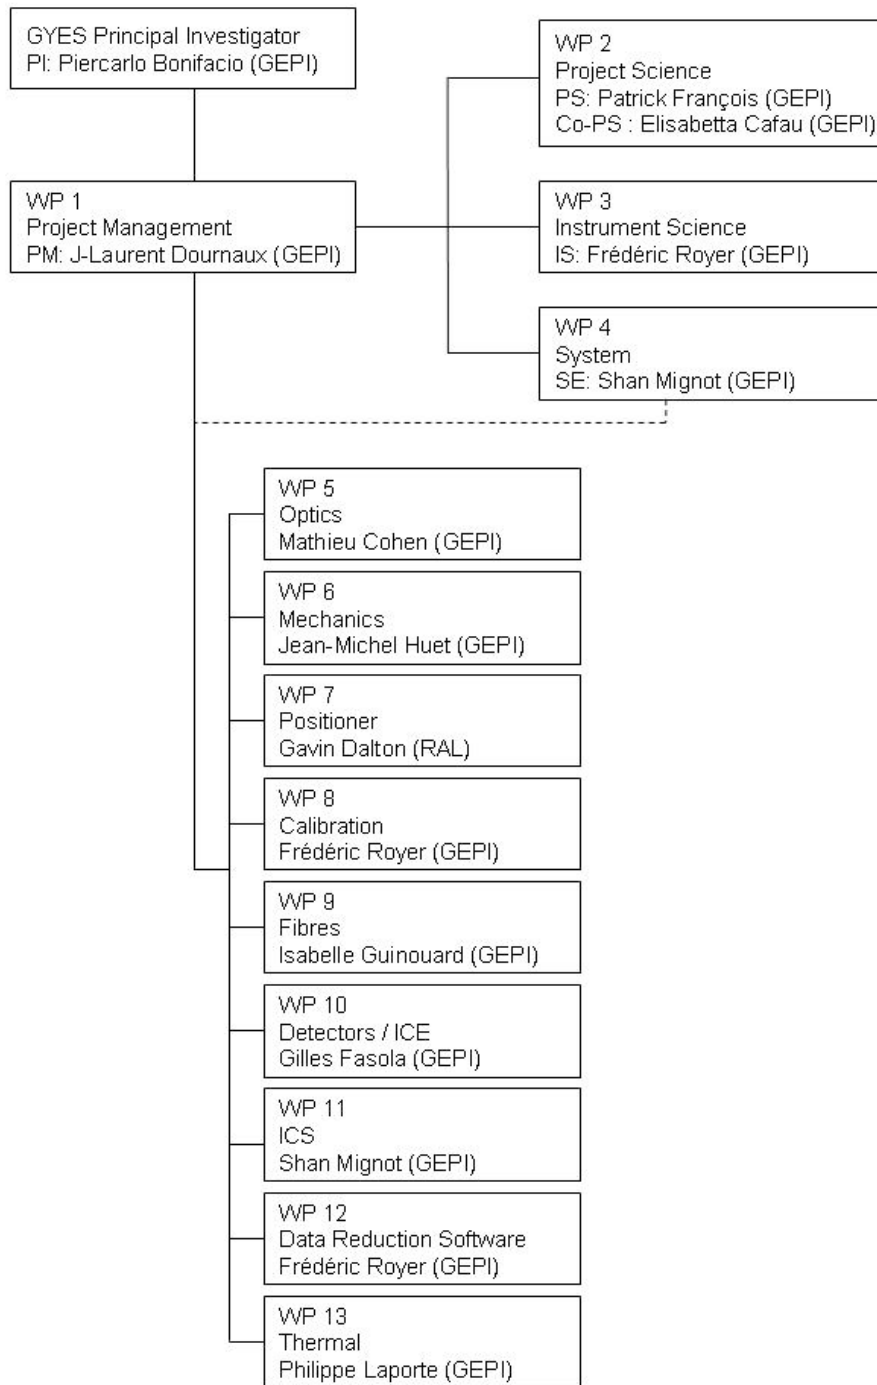 GYES Principal Investigator
PI: Piercarlo Bonifacio (GEPI)
WP 1
Project Management
PM: J-Laurent Dournaux (GEPI)
WP 2
Project Science
PS: Patrick François (GEPI)
Co-PS : Elisabetta Cafau (GEPI)
WP 3
Instrument Science
IS: Frédéric Royer (GEPI)
WP 4
System
SE: Shan Mignot (GEPI)
WP 5
Optics
Mathieu Cohen (GEPI)
WP 6
Mechanics
Jean-Michel Huet (GEPI)
WP 7
Positioner
Gavin Dalton (RAL)
WP 8
Calibration
Frédéric Royer (GEPI)
WP 9
Fibres
Isabelle Guinouard (GEPI)
WP 10
Detectors / ICE
Gilles Fasola (GEPI)
WP 11
ICS
Shan Mignot (GEPI)
WP 12
Data Reduction Software
Frédéric Royer (GEPI)
WP 13
Thermal
Philippe Laporte (GEPI)